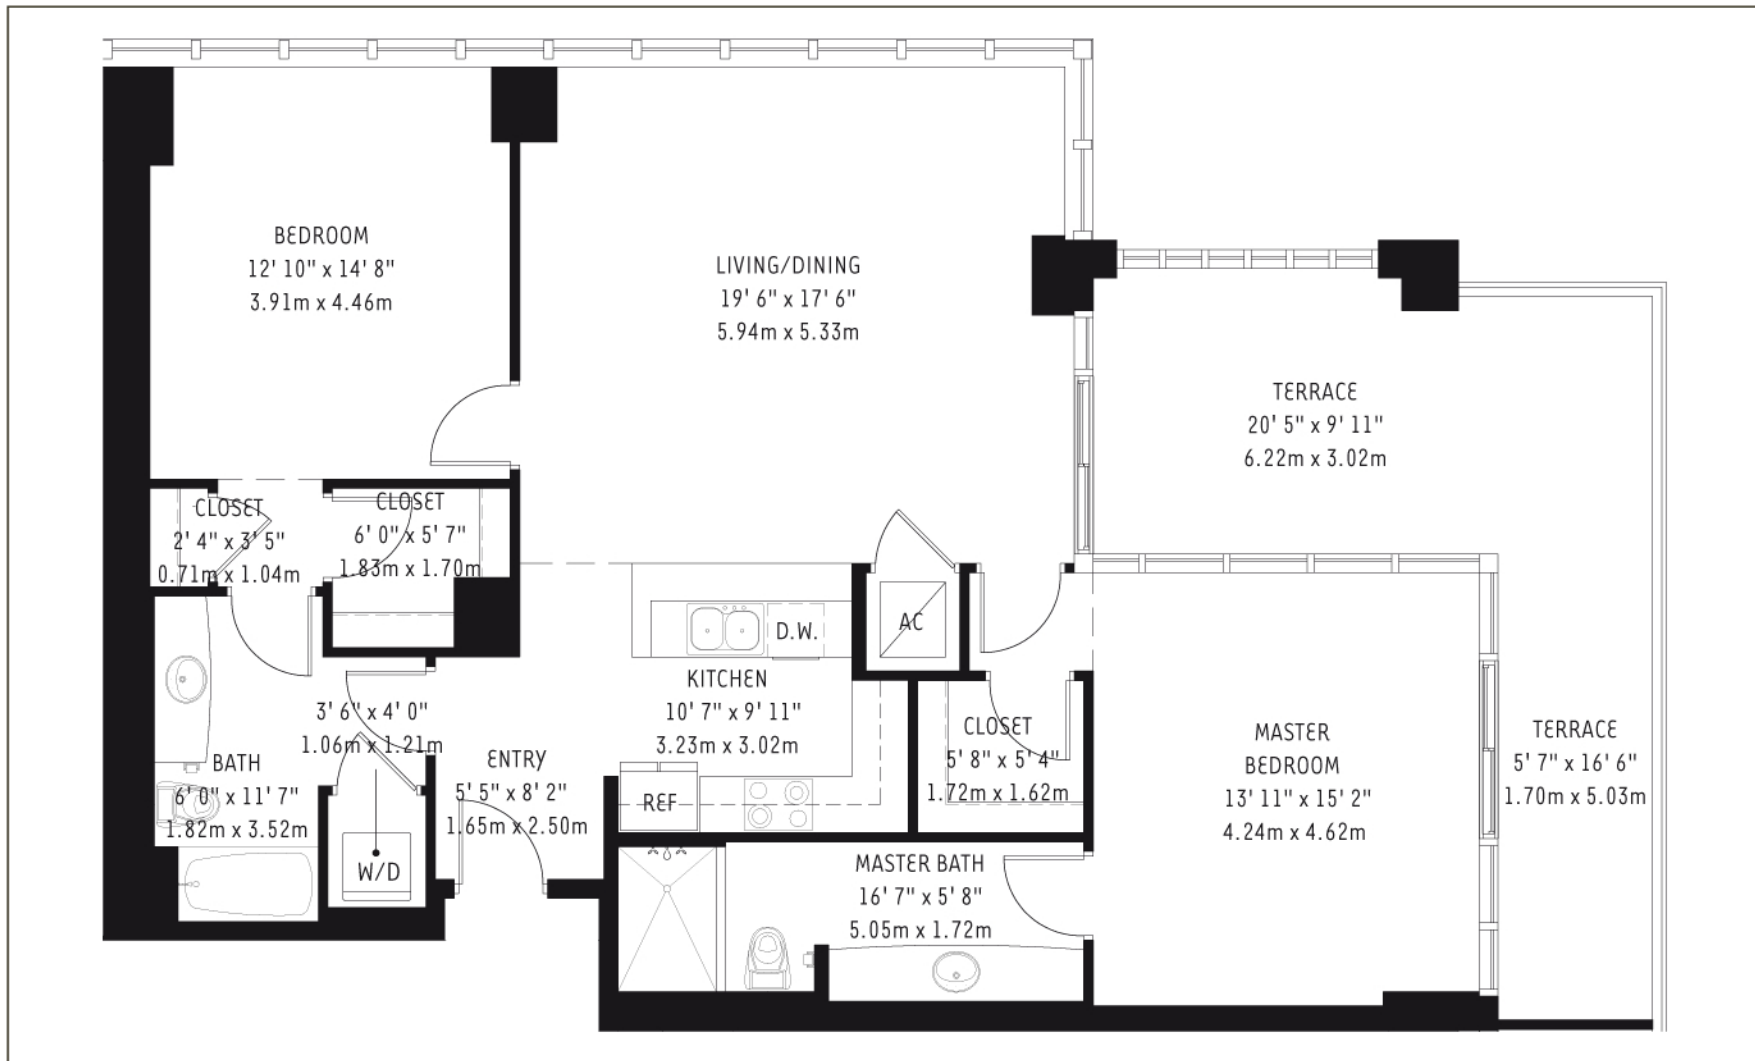 BEDROOM
12' 10" x 14' 8"
3.91m x 4.46m
LIVING/DINING
19' 6" x 17' 6"
5.94m x 5.33m
TERRACE
20' 5" x 9' 11"
6.22m x 3.02m
CLOSET
2' 4" x 3' 5"
0.71m x 1.04m
CLOSET
6' 0" x 5' 7"
1.83m x 1.70m
D.W.
AC
KITCHEN
10' 7" x 9' 11"
3.23m x 3.02m
3' 6" x 4' 0"
1.06m x 1.21m
BATH
6' 0" x 11' 7"
1.82m x 3.52m
ENTRY
5' 5" x 8' 2"
1.65m x 2.50m
REF
CLOSET
5' 8" x 5' 4"
1.72m x 1.62m
MASTER
BEDROOM
13' 11" x 15' 2"
4.24m x 4.62m
TERRACE
5' 7" x 16' 6"
1.70m x 5.03m
W/D
MASTER BATH
16' 7" x 5' 8"
5.05m x 1.72m